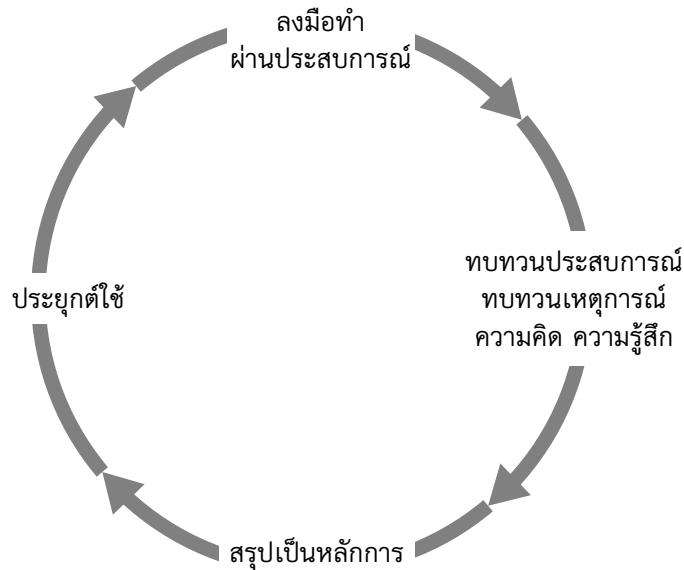 ลงมือทำ
ผ่านประสบการณ์
ทบทวนประสบการณ์
ทบทวนเหตุการณ์
ความคิด ความรู้สึก
สรุปเป็นหลักการ
ประยุกต์ใช้